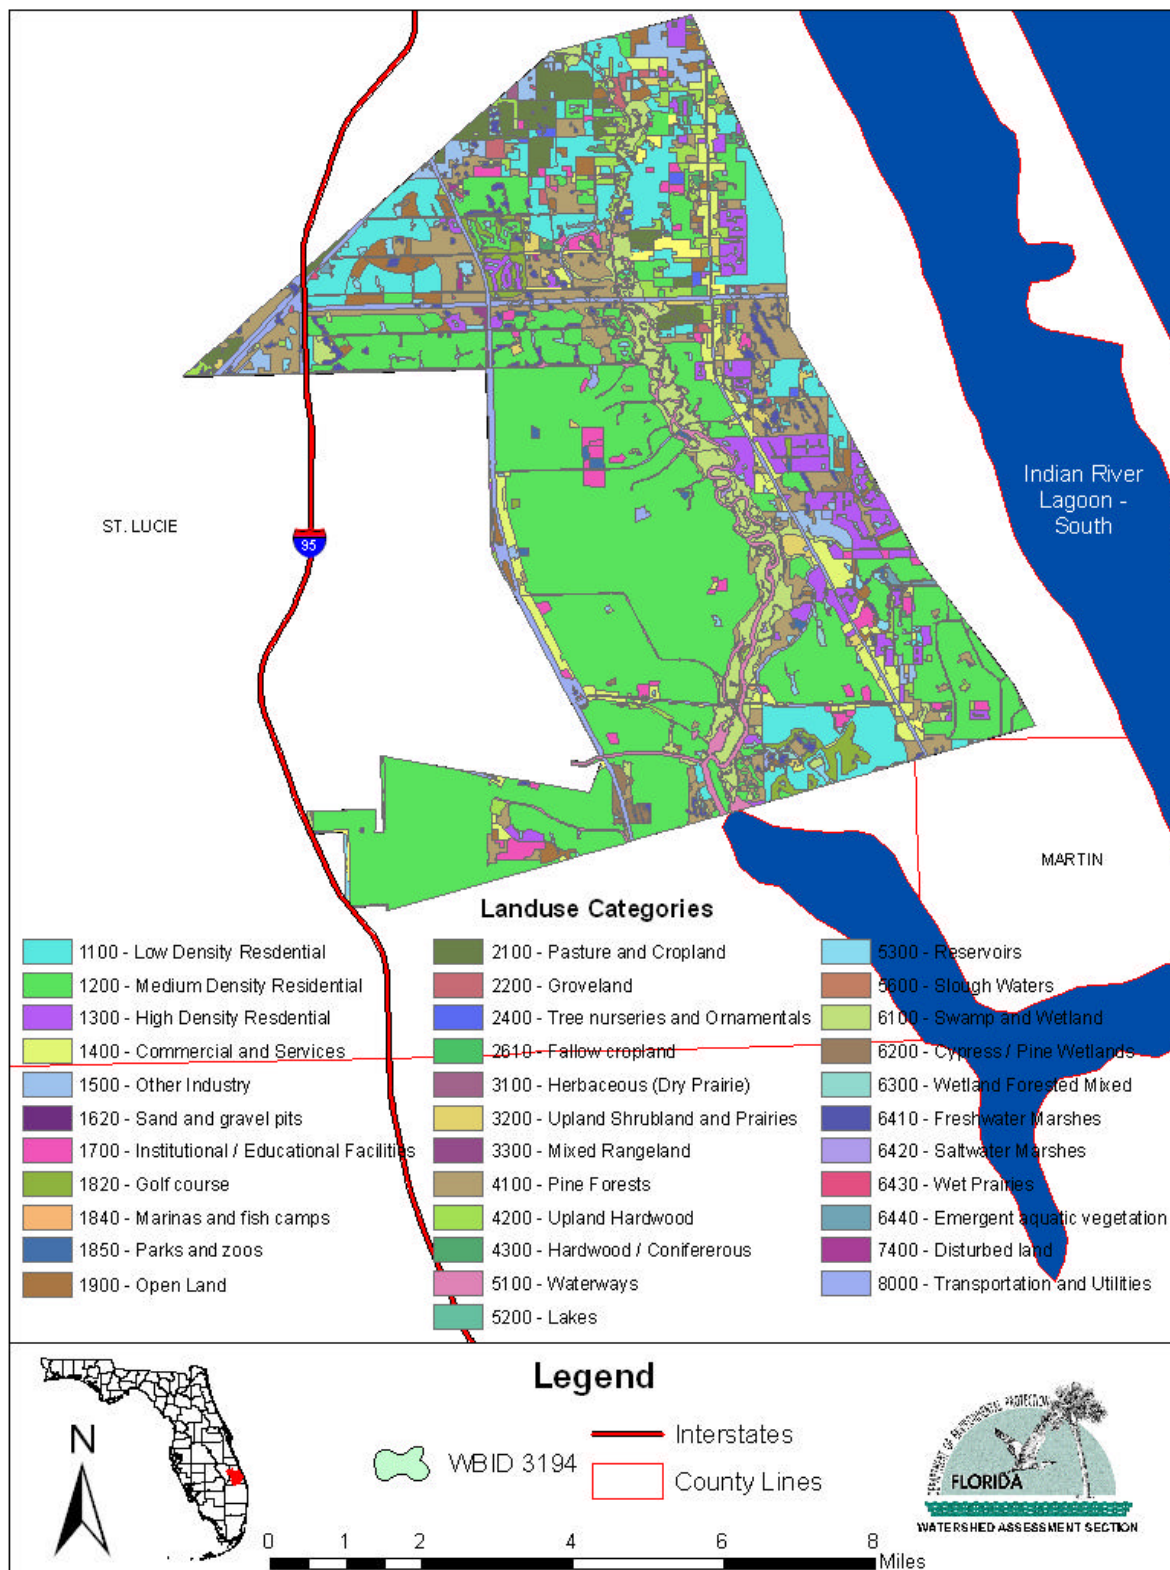 Indian River
Lagoon -
South
ST. LUCIE
95
MARTIN
Landuse Categories
1100 - Low Density Resdential
1200 - Medium Density Residential
1300 - High Density Resdential
1400 - Commercial and Services
1500 - Other Industry
1620 - Sand and gravel pits
1700 - Institutional / Educational Facilities
1820 - Golf course
1840 - Marinas and fish camps
1850 - Parks and zoos
1900 - Open Land
2100 - Pasture and Cropland
2200 - Groveland
2400 - Tree nurseries and Ornamentals
2610 - Fallow cropland
3100 - Herbaceous (Dry Prairie)
3200 - Upland Shrubland and Prairies
3300 - Mixed Rangeland
4100 - Pine Forests
4200 - Upland Hardwood
4300 - Hardwood / Conifererous
5100 - Waterways
5200 - Lakes
5300 - Reservoirs
5600 - Slough Waters
6100 - Swamp and Wetland
6200 - Cypress / Pine Wetlands
6300 - Wetland Forested Mixed
6410 - Freshwater Marshes
6420 - Saltwater Marshes
6430 - Wet Prairies
6440 - Emergent aquatic vegetation
7400 - Disturbed land
8000 - Transportation and Utilities
Legend
N
WBID 3194
Interstates
County Lines
DEPARTMENT OF ENVIRONMENTAL PROTECTION
FLORIDA
WATERSHED ASSESSMENT SECTION
0 1 2 4 6 8
Miles